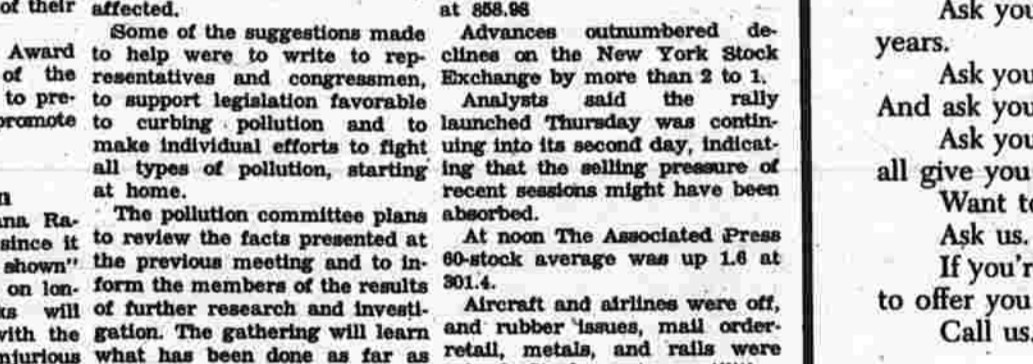 of their
Award
of the
to pre-
promote
ana Ra-
since it
shown"
on lon-
ks will
with the
njurious
affected.
Some of the suggestions made
to help were to write to rep-
resentatives and congressmen,
to support legislation favorable
to curbing pollution and to
make individual efforts to fight
all types of pollution, starting
at home.
The pollution committee plans
to review the facts presented at
the previous meeting and to in-
form the members of the results
of further research and investi-
gation. The gathering will learn
what has been done as far as
at 858.98
Advances outnumbered de-
clines on the New York Stock
Exchange by more than 2 to 1.
Analysts said the rally
launched Thursday was contin-
uing into its second day, indicat-
ing that the selling pressure of
recent sessions might have been
absorbed.
At noon The Associated Press
60-stock average was up 1.6 at
301.4.
Aircraft and airlines were off,
and rubber issues, mail order-
retail, metals, and rails were
Ask you
years.
Ask you
And ask you
Ask you
all give you
Want to
Ask us.
If you'r
to offer you
Call us